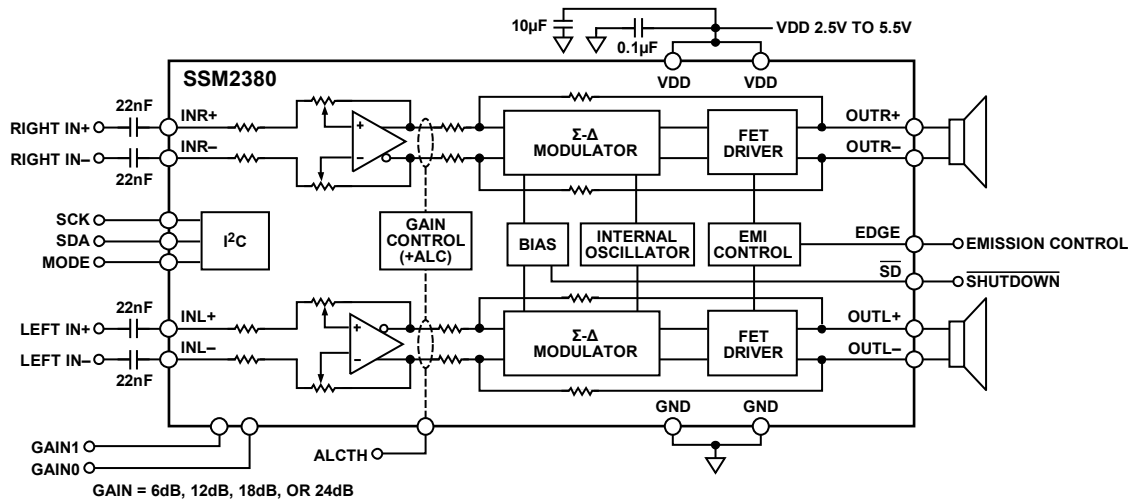 10µF
0.1µF
VDD 2.5V TO 5.5V
SSM2380
VDD
VDD
22nF
RIGHT IN+
INR+
RIGHT IN–
INR–
22nF
Σ-Δ
MODULATOR
FET
DRIVER
OUTR+
OUTR–
SCK
SDA
MODE
I²C
GAIN
CONTROL
(+ALC)
BIAS
INTERNAL
OSCILLATOR
EMI
CONTROL
EDGE
EMISSION CONTROL
SD
SHUTDOWN
22nF
LEFT IN+
INL+
LEFT IN–
INL–
22nF
Σ-Δ
MODULATOR
FET
DRIVER
OUTL+
OUTL–
GND
GND
GAIN1
GAIN0
ALCTH
GAIN = 6dB, 12dB, 18dB, OR 24dB